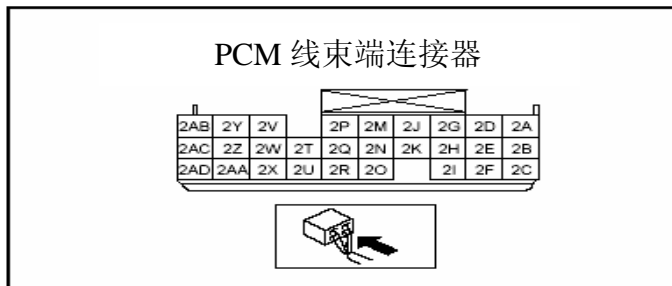 PCM 线束端连接器
2AB 2Y 2V 2P 2M 2J 2G 2D 2A
2AC 2Z 2W 2T 2Q 2N 2K 2H 2E 2B
2AD 2AA 2X 2U 2R 2O 2I 2F 2C